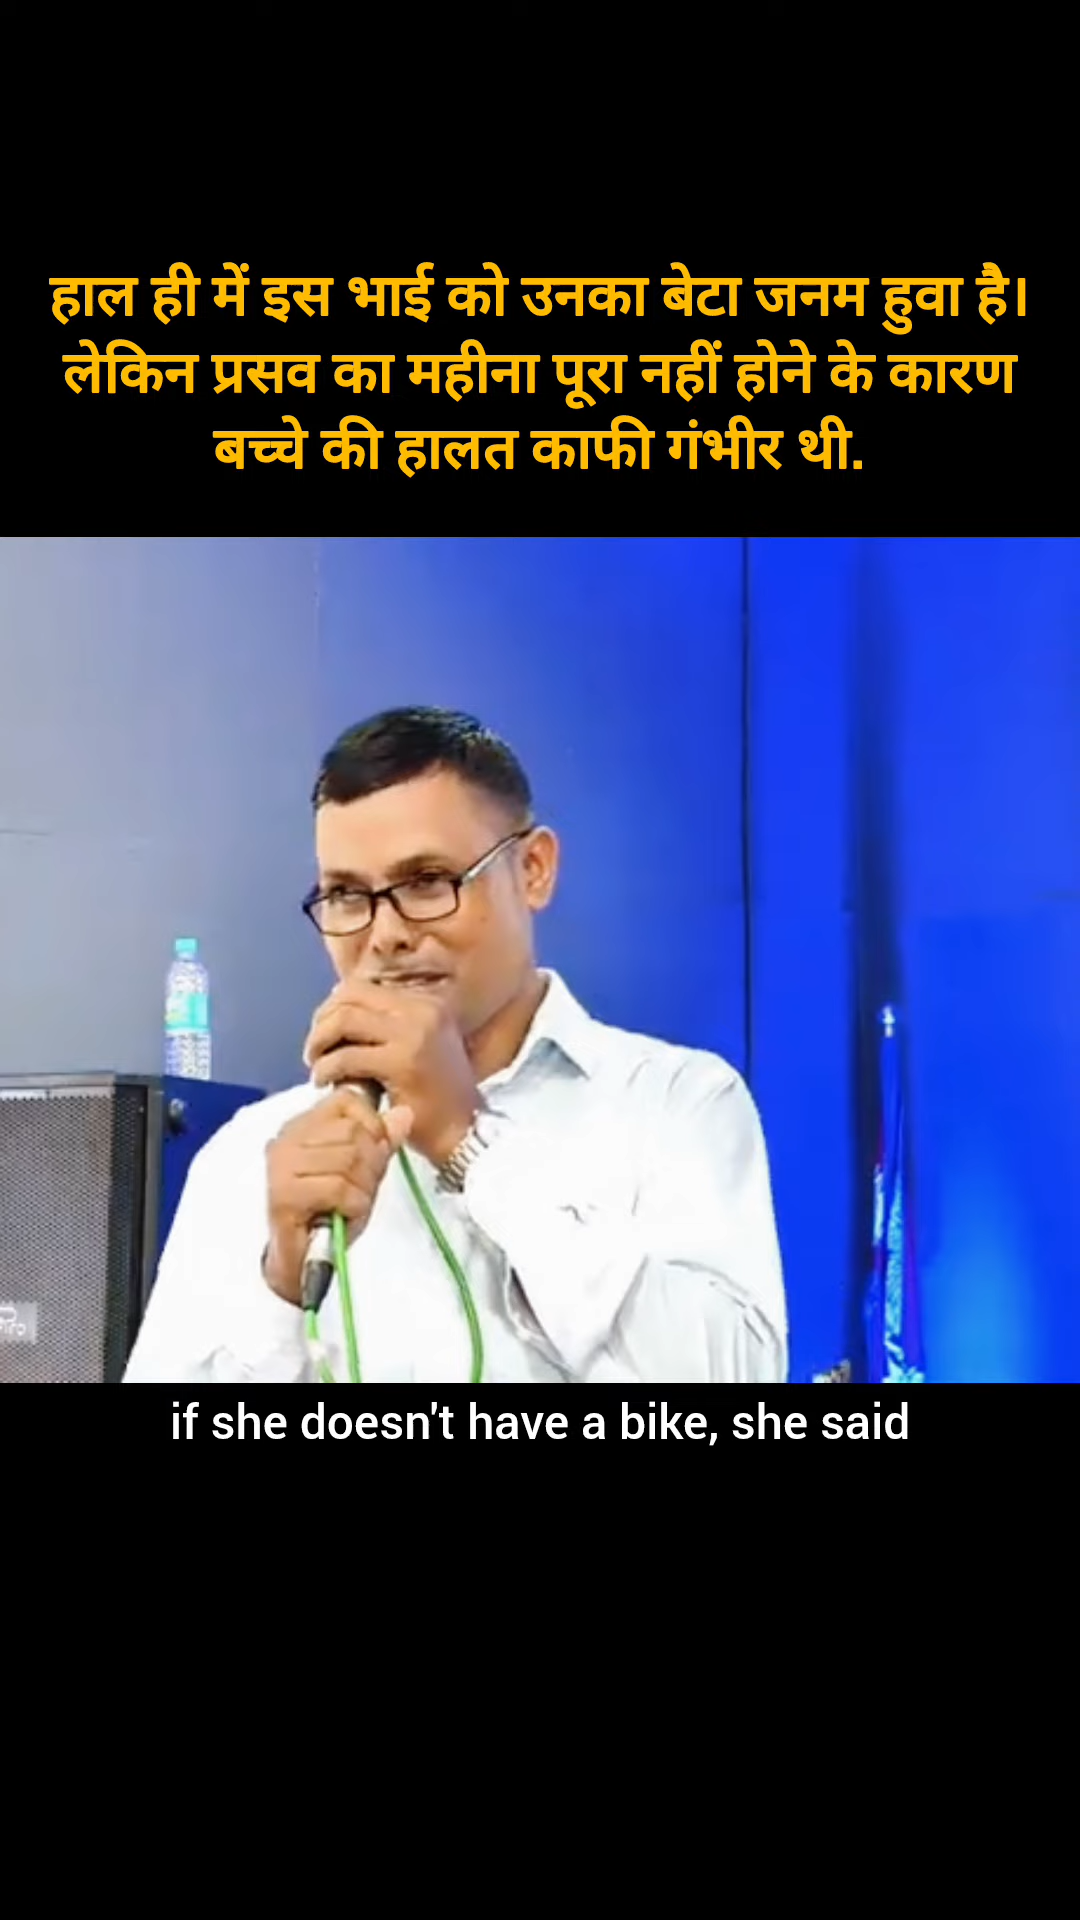 हाल ही में इस भाई को उनका बेटा जनम हुवा है।
लेकिन प्रसव का महीना पूरा नहीं होने के कारण
बच्चे की हालत काफी गंभीर थी.
if she doesn't have a bike, she said